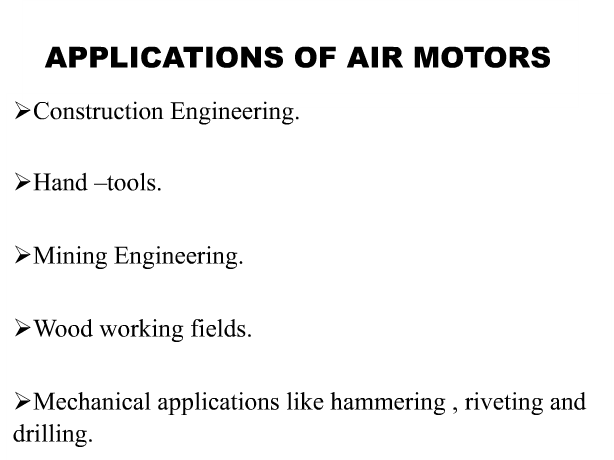 APPLICATIONS OF AIR MOTORS
➢Construction Engineering.
➢Hand –tools.
➢Mining Engineering.
➢Wood working fields.
➢Mechanical applications like hammering , riveting and
drilling.